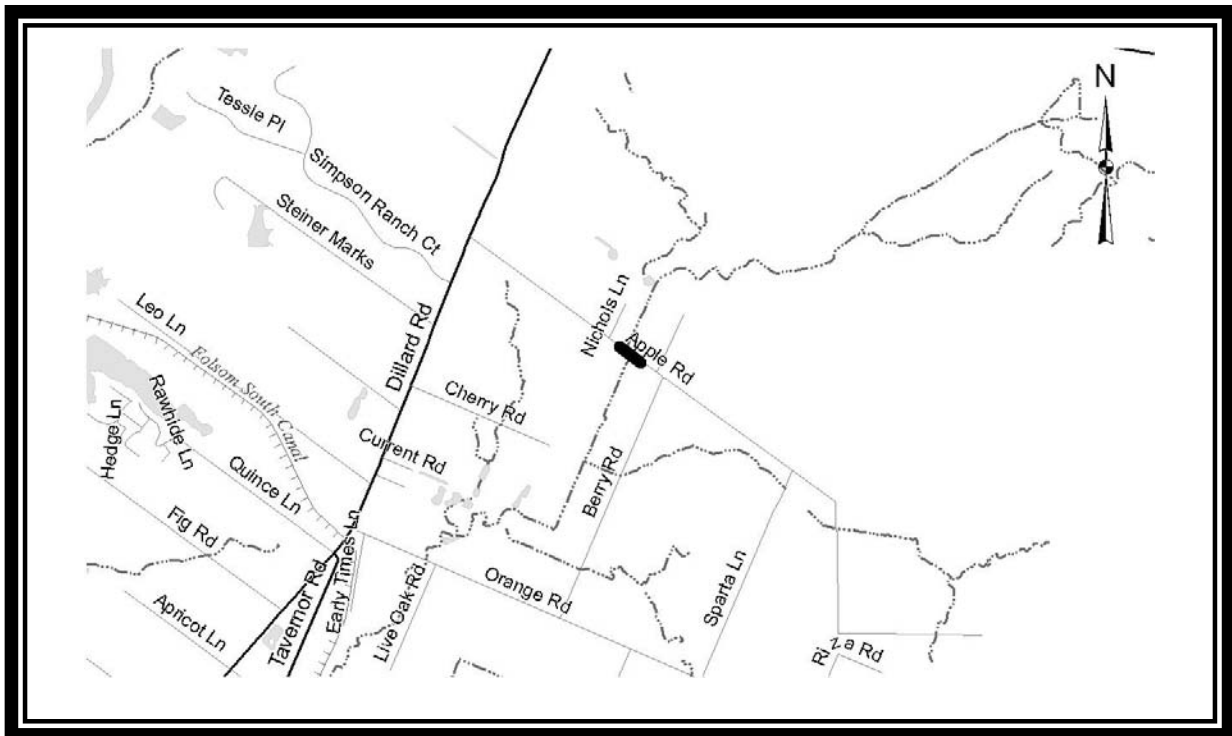 N
Tessie Pl
Simpson Ranch Ct
Steiner Marks
Nichols Ln
Leo Ln
Dillard Rd
Apple Rd
Folsom South Canal
Rawhide Ln
Cherry Rd
Hedge Ln
Current Rd
Quince Ln
Berry Rd
Fig Rd
Early Times Ln
Sparta Ln
Orange Rd
Live Oak Rd
Tavernor Rd
Apricot Ln
Riza Rd